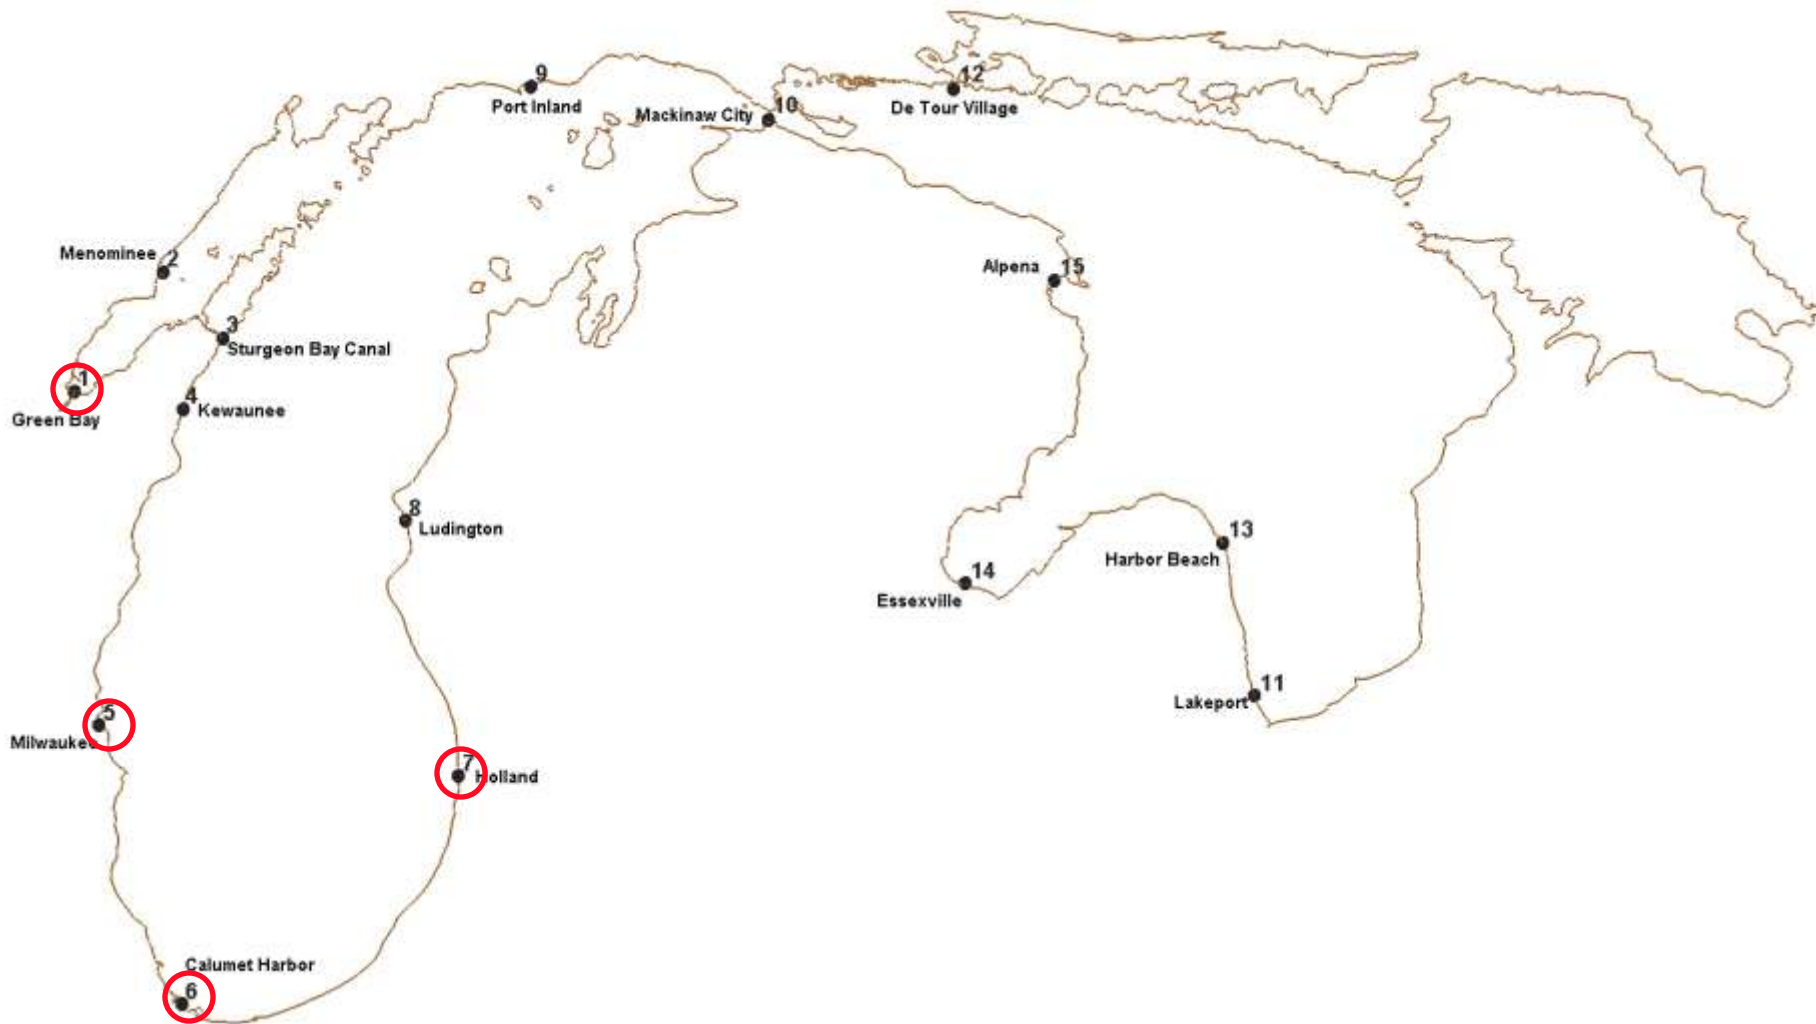 9
Port Inland
12
De Tour Village
10
Mackinaw City
Menominee
2
Alpena
15
3
Sturgeon Bay Canal
1
Green Bay
4
Kewaunee
8
Ludington
13
Harbor Beach
14
Essexville
11
Lakeport
5
Milwaukee
7
Holland
Calumet Harbor
6